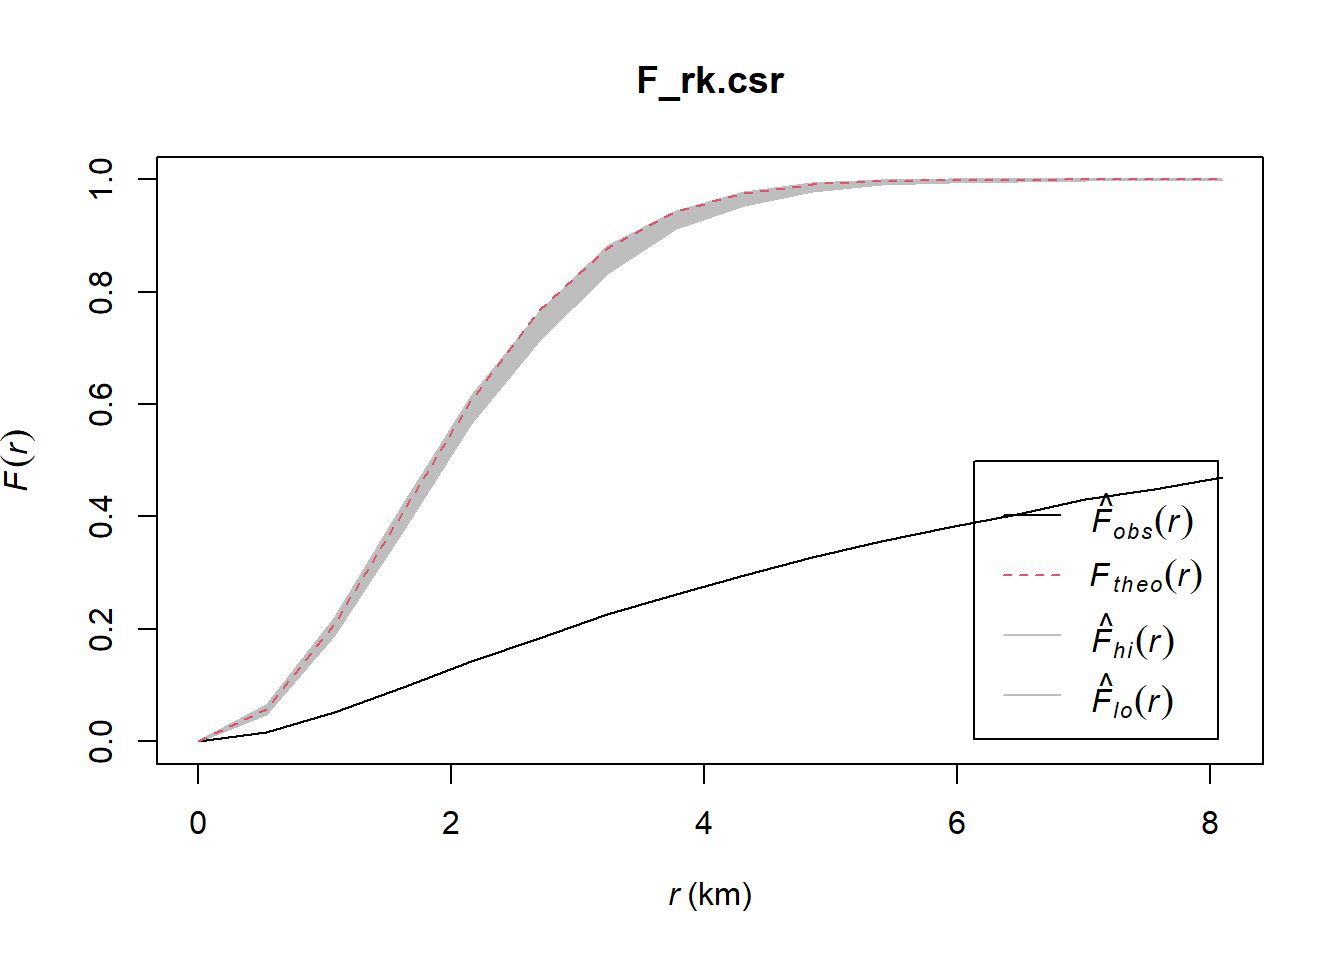 F_rk.csr
F(r)
1.0
0.8
0.6
0.4
0.2
0.0
F̂obs(r)
Ftheo(r)
F̂hi(r)
F̂lo(r)
0 2 4 6 8
r (km)